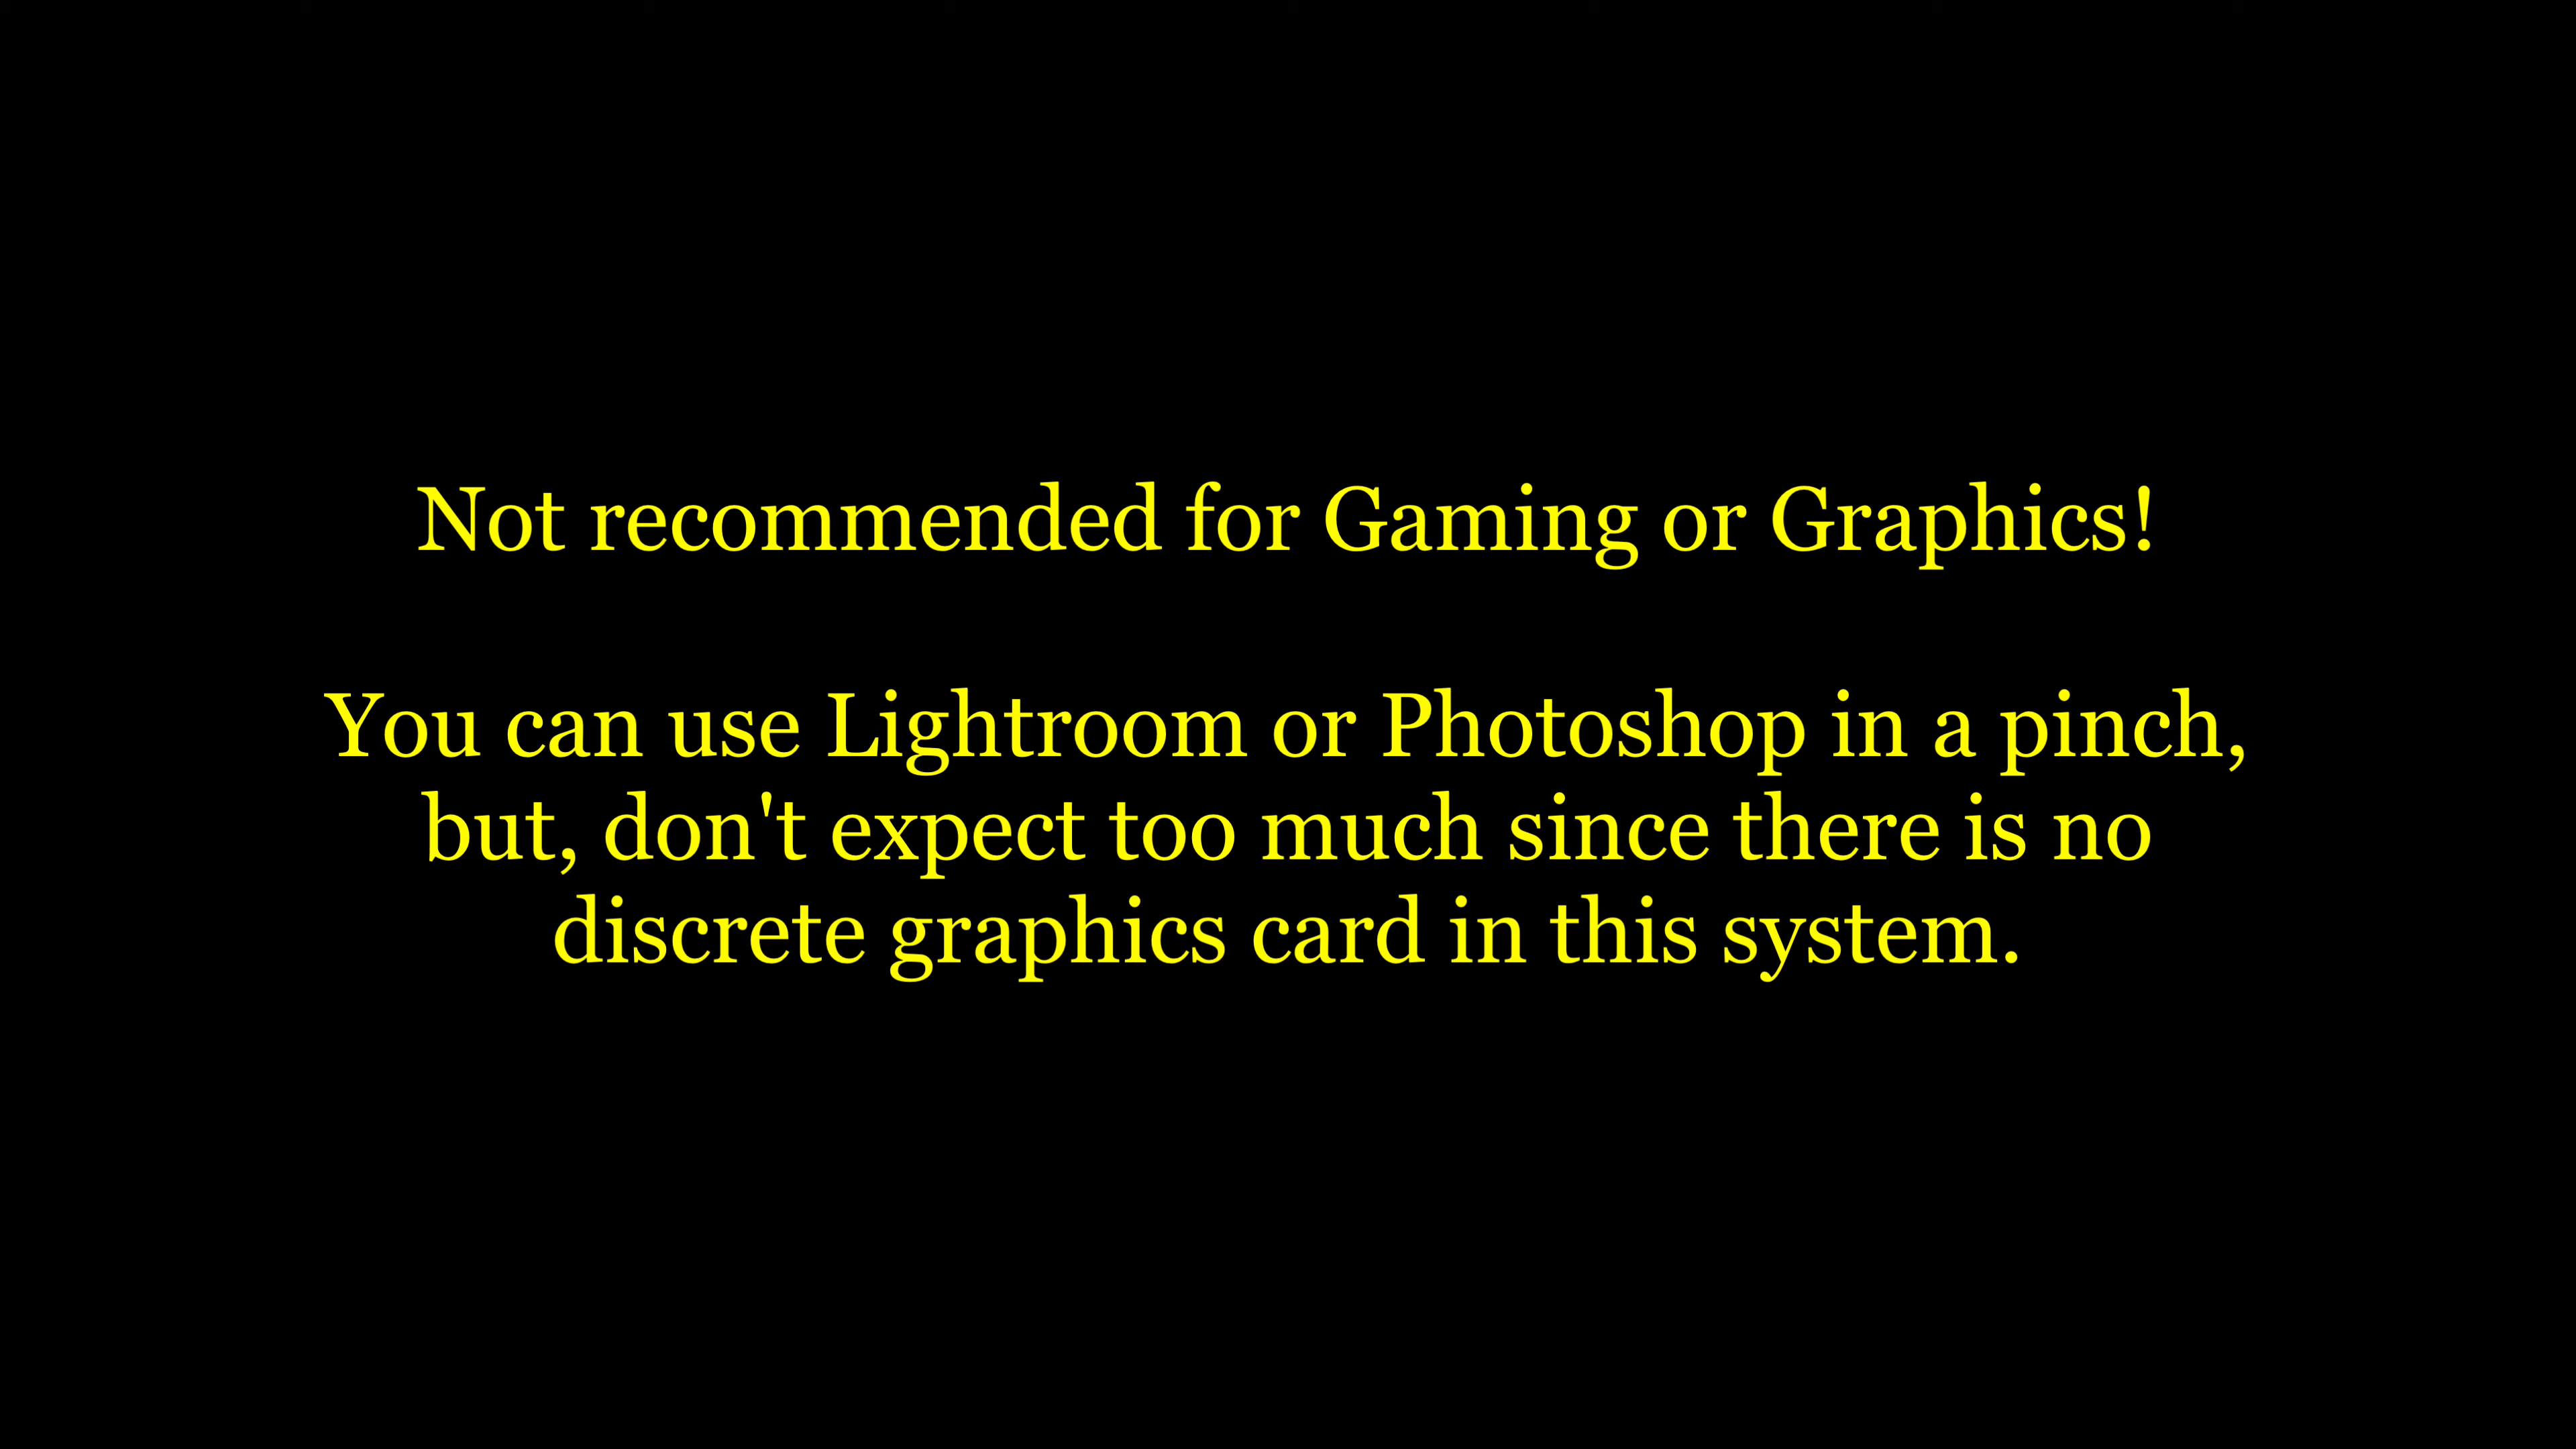 Not recommended for Gaming or Graphics!
You can use Lightroom or Photoshop in a pinch,
but, don't expect too much since there is no
discrete graphics card in this system.